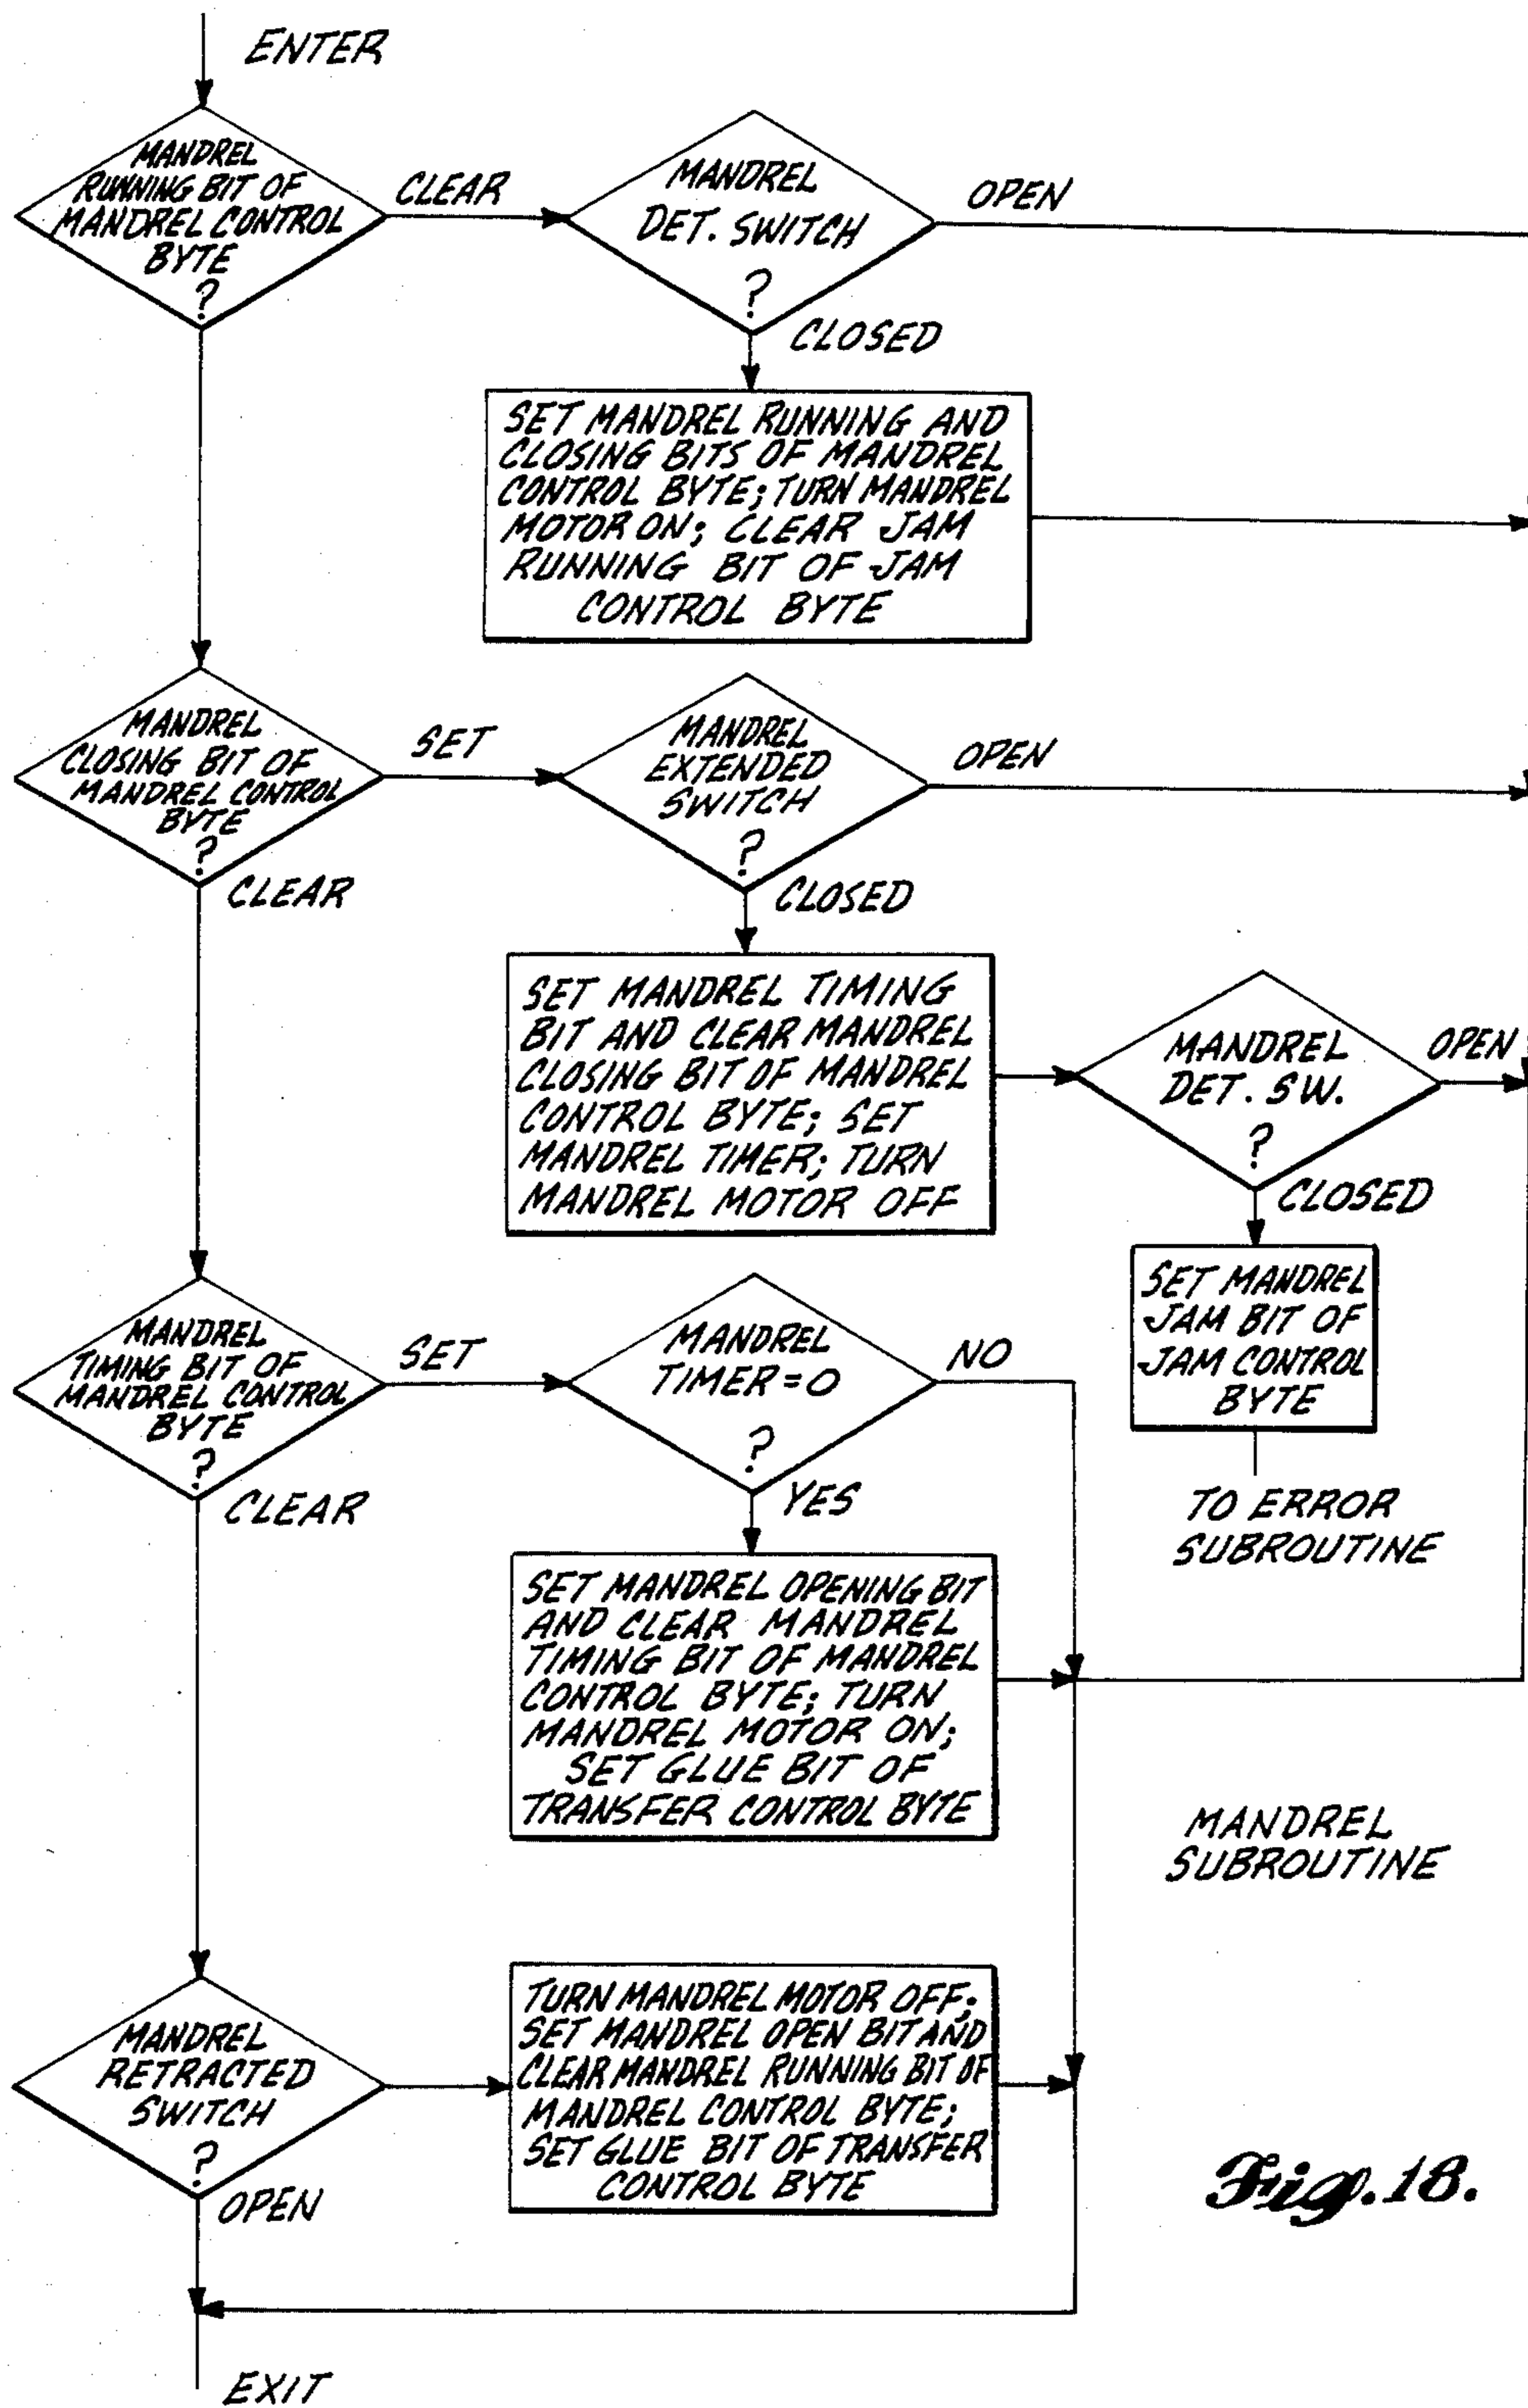 ENTER
MANDREL
RUNNING BIT OF
MANDREL CONTROL
BYTE
?
CLEAR
MANDREL
DET. SWITCH
?
OPEN
CLOSED
SET MANDREL RUNNING AND
CLOSING BITS OF MANDREL
CONTROL BYTE; TURN MANDREL
MOTOR ON; CLEAR JAM
RUNNING BIT OF JAM
CONTROL BYTE
MANDREL
CLOSING BIT OF
MANDREL CONTROL
BYTE
?
SET
CLEAR
MANDREL
EXTENDED
SWITCH
?
OPEN
CLOSED
SET MANDREL TIMING
BIT AND CLEAR MANDREL
CLOSING BIT OF MANDREL
CONTROL BYTE; SET
MANDREL TIMER; TURN
MANDREL MOTOR OFF
MANDREL
DET. SW.
?
OPEN
CLOSED
SET MANDREL
JAM BIT OF
JAM CONTROL
BYTE
TO ERROR
SUBROUTINE
MANDREL
TIMING BIT OF
MANDREL CONTROL
BYTE
?
SET
CLEAR
MANDREL
TIMER=0
?
NO
YES
SET MANDREL OPENING BIT
AND CLEAR MANDREL
TIMING BIT OF MANDREL
CONTROL BYTE; TURN
MANDREL MOTOR ON;
SET GLUE BIT OF
TRANSFER CONTROL BYTE
MANDREL
SUBROUTINE
MANDREL
RETRACTED
SWITCH
?
OPEN
TURN MANDREL MOTOR OFF;
SET MANDREL OPEN BIT AND
CLEAR MANDREL RUNNING BIT OF
MANDREL CONTROL BYTE;
SET GLUE BIT OF TRANSFER
CONTROL BYTE
EXIT
Fig. 18.